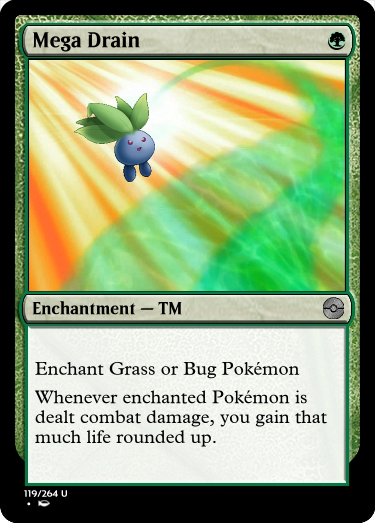 Mega Drain
Enchantment — TM
Enchant Grass or Bug Pokémon
Whenever enchanted Pokémon is
dealt combat damage, you gain that
much life rounded up.
119/264 U